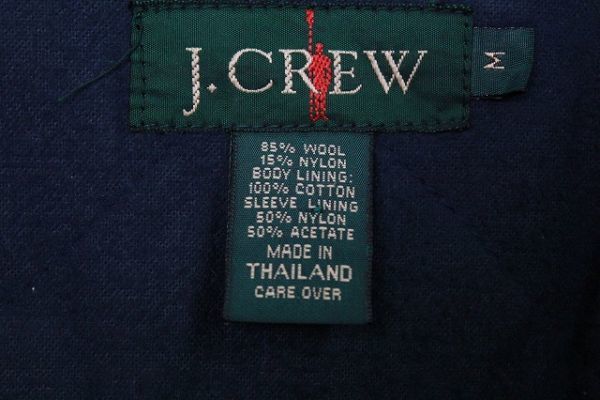 J.CREW
M
85% WOOL
15% NYLON
BODY LINING:
100% COTTON
SLEEVE LINING
50% NYLON
50% ACETATE
MADE IN
THAILAND
CARE OVER